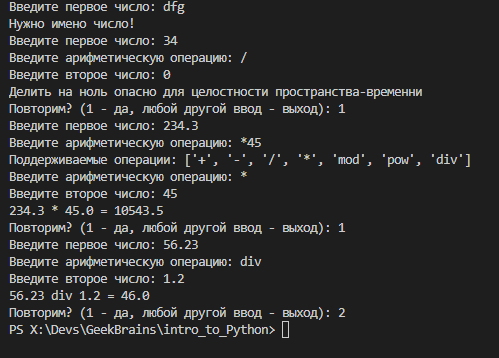 Введите первое число: dfg
Нужно имено число!
Введите первое число: 34
Введите арифметическую операцию: /
Введите второе число: 0
Делить на ноль опасно для целостности пространства-временни
Повторим? (1 - да, любой другой ввод - выход): 1
Введите первое число: 234.3
Введите арифметическую операцию: *45
Поддерживаемые операции: ['+', '-', '/', '*', 'mod', 'pow', 'div']
Введите арифметическую операцию: *
Введите второе число: 45
234.3 * 45.0 = 10543.5
Повторим? (1 - да, любой другой ввод - выход): 1
Введите первое число: 56.23
Введите арифметическую операцию: div
Введите второе число: 1.2
56.23 div 1.2 = 46.0
Повторим? (1 - да, любой другой ввод - выход): 2
PS X:\Devs\GeekBrains\intro_to_Python>